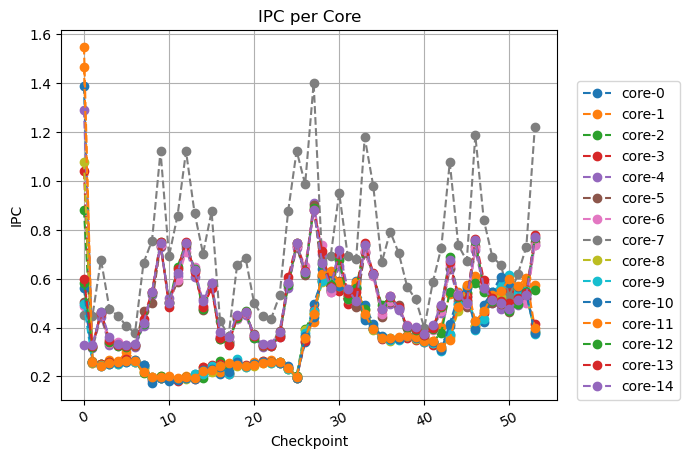 IPC per Core
IPC
1.6
1.4
1.2
1.0
0.8
0.6
0.4
0.2
0
10
20
30
40
50
Checkpoint
core-0
core-1
core-2
core-3
core-4
core-5
core-6
core-7
core-8
core-9
core-10
core-11
core-12
core-13
core-14